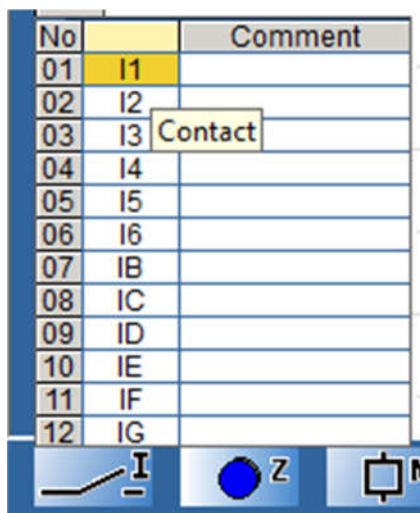 No Comment
01 I1
02 I2
03 I3 Contact
04 I4
05 I5
06 I6
07 IB
08 IC
09 ID
10 IE
11 IF
12 IG
I Z